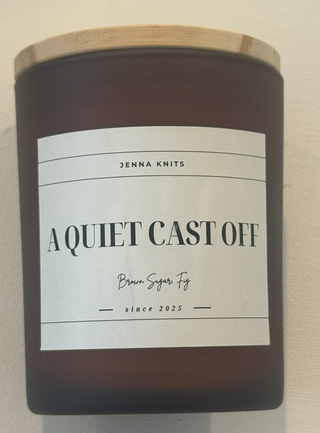 JENNA KNITS
A QUIET CAST OFF
Brown Sugar, Fig
since 2025